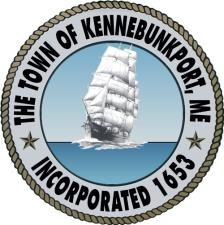 THE TOWN OF KENNEBUNKPORT, ME
INCORPORATED 1653